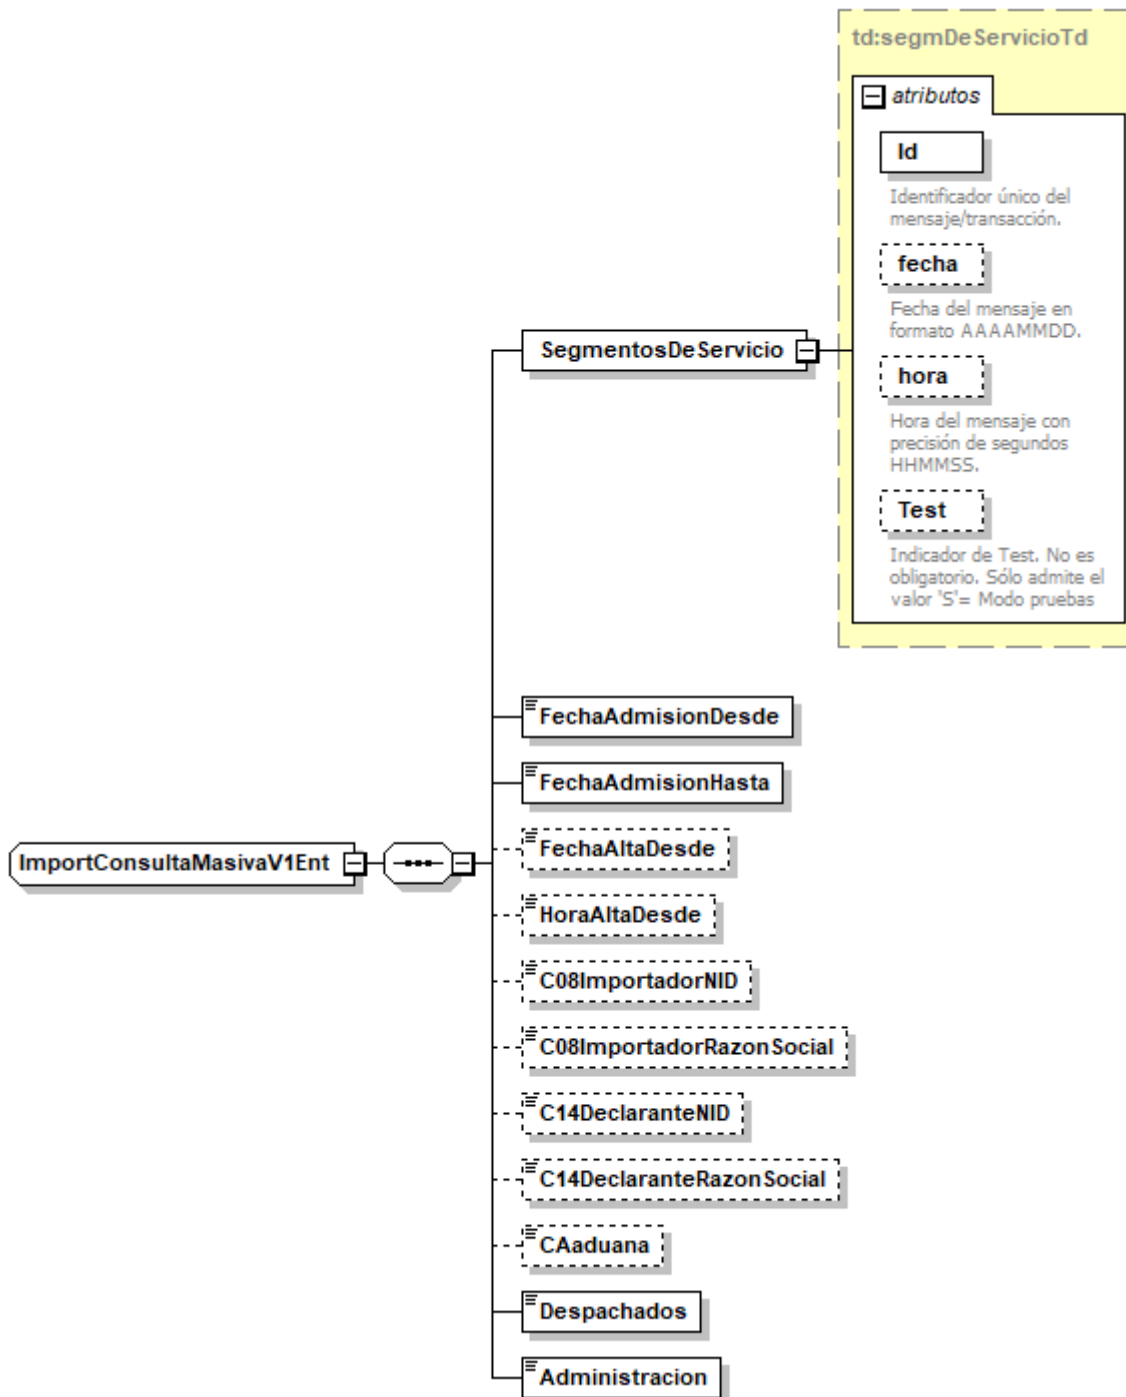 td:segmDeServicioTd
atributos
Id
Identificador único del
mensaje/transacción.
fecha
Fecha del mensaje en
formato AAAAMMDD.
SegmentosDeServicio
hora
Hora del mensaje con
precisión de segundos
HHMMSS.
Test
Indicador de Test. No es
obligatorio. Sólo admite el
valor 'S'= Modo pruebas
FechaAdmisionDesde
FechaAdmisionHasta
ImportConsultaMasivaV1Ent
FechaAltaDesde
HoraAltaDesde
C08ImportadorNID
C08ImportadorRazonSocial
C14DeclaranteNID
C14DeclaranteRazonSocial
CAaduana
Despachados
Administracion